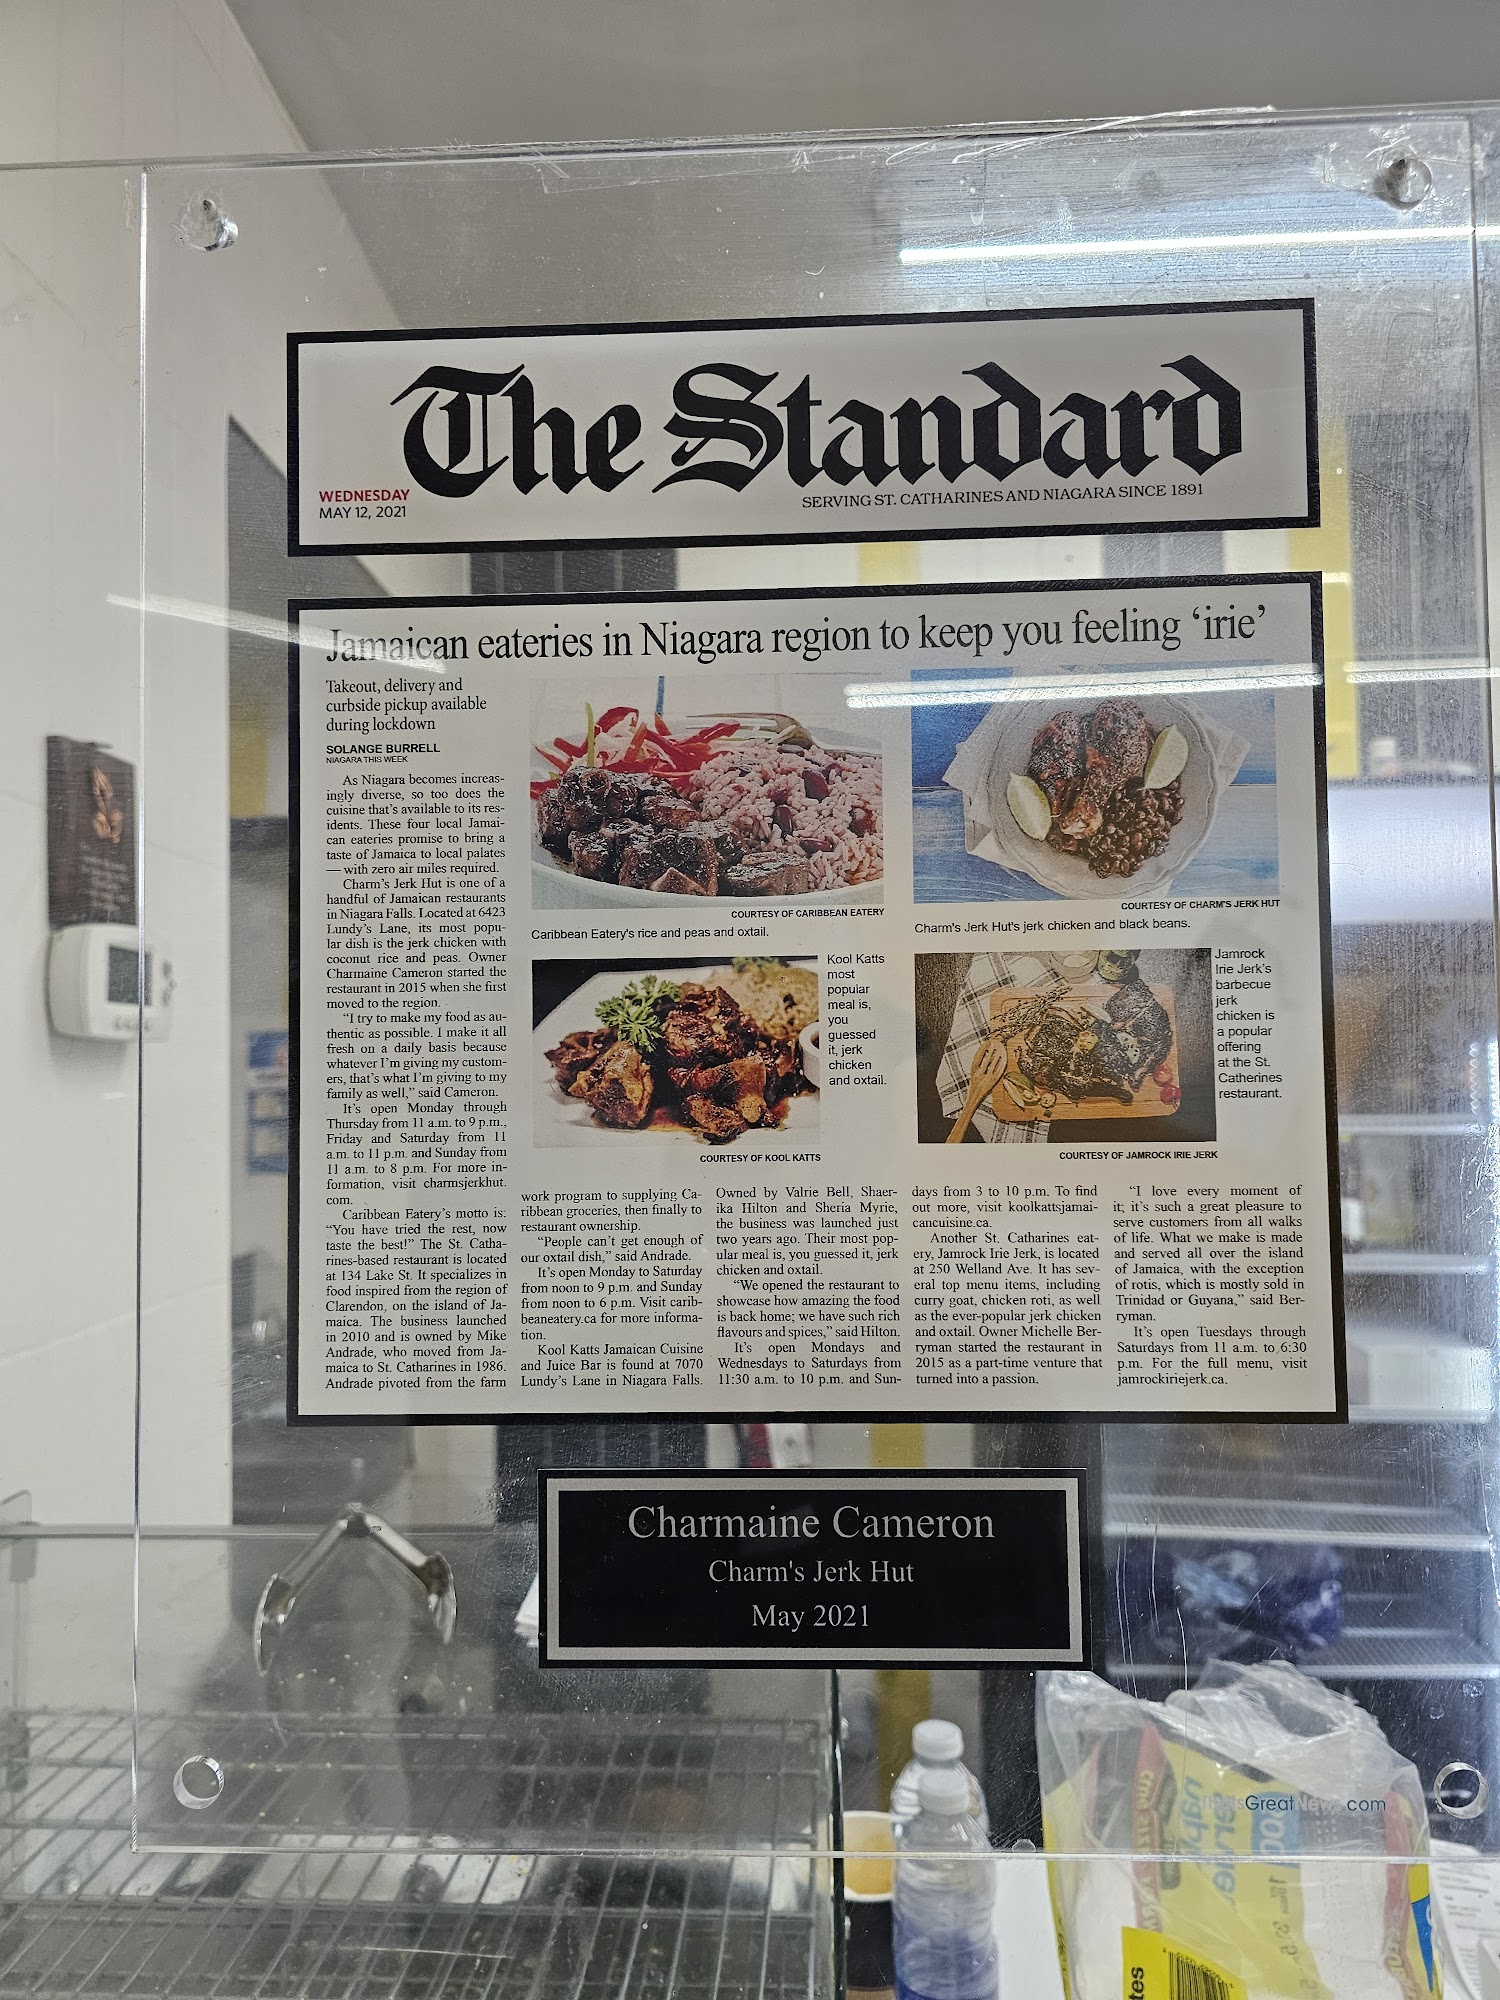 The Standard
WEDNESDAY
MAY 12, 2021
SERVING ST. CATHARINES AND NIAGARA SINCE 1891
Jamaican eateries in Niagara region to keep you feeling ‘irie’
Takeout, delivery and
curbside pickup available
during lockdown
SOLANGE BURRELL
NIAGARA THIS WEEK
As Niagara becomes increas-
ingly diverse, so too does the
cuisine that’s available to its res-
idents. These four local Jamai-
can eateries promise to bring a
taste of Jamaica to local palates
— with zero air miles required.
Charm’s Jerk Hut is one of a
handful of Jamaican restaurants
in Niagara Falls. Located at 6423
Lundy’s Lane, its most popu-
lar dish is the jerk chicken with
coconut rice and peas. Owner
Charmaine Cameron started the
restaurant in 2015 when she first
moved to the region.
“I try to make my food as au-
thentic as possible. I make it all
fresh on a daily basis because
whatever I’m giving my custom-
ers, that’s what I’m giving to my
family as well,” said Cameron.
It’s open Monday through
Thursday from 11 a.m. to 9 p.m.,
Friday and Saturday from 11
a.m. to 11 p.m. and Sunday from
11 a.m. to 8 p.m. For more in-
formation, visit charmsjerkhut.
com.
Caribbean Eatery’s motto is:
“You have tried the rest, now
taste the best!” The St. Catha-
rines-based restaurant is located
at 134 Lake St. It specializes in
food inspired from the region of
Clarendon, on the island of Ja-
maica. The business launched
in 2010 and is owned by Mike
Andrade, who moved from Ja-
maica to St. Catharines in 1986.
Andrade pivoted from the farm
COURTESY OF CARIBBEAN EATERY
Caribbean Eatery's rice and peas and oxtail.
COURTESY OF CHARM'S JERK HUT
Charm's Jerk Hut's jerk chicken and black beans.
Kool Katts
most
popular
meal is,
you
guessed
it, jerk
chicken
and oxtail.
COURTESY OF KOOL KATTS
Jamrock
Irie Jerk's
barbecue
jerk
chicken is
a popular
offering
at the St.
Catherines
restaurant.
COURTESY OF JAMROCK IRIE JERK
work program to supplying Ca-
ribbean groceries, then finally to
restaurant ownership.
“People can’t get enough of
our oxtail dish,” said Andrade.
It’s open Monday to Saturday
from noon to 9 p.m. and Sunday
from noon to 6 p.m. Visit carib-
beaneatery.ca for more informa-
tion.
Kool Katts Jamaican Cuisine
and Juice Bar is found at 7070
Lundy’s Lane in Niagara Falls.
Owned by Valrie Bell, Shaer-
ika Hilton and Sheria Myrie,
the business was launched just
two years ago. Their most pop-
ular meal is, you guessed it, jerk
chicken and oxtail.
“We opened the restaurant to
showcase how amazing the food
is back home; we have such rich
flavours and spices,” said Hilton.
It’s open Mondays and
Wednesdays to Saturdays from
11:30 a.m. to 10 p.m. and Sun-
days from 3 to 10 p.m. To find
out more, visit koolkattsjamai-
cancuisine.ca.
Another St. Catharines eat-
ery, Jamrock Irie Jerk, is located
at 250 Welland Ave. It has sev-
eral top menu items, including
curry goat, chicken roti, as well
as the ever-popular jerk chicken
and oxtail. Owner Michelle Ber-
ryman started the restaurant in
2015 as a part-time venture that
turned into a passion.
“I love every moment of
it; it’s such a great pleasure to
serve customers from all walks
of life. What we make is made
and served all over the island
of Jamaica, with the exception
of rotis, which is mostly sold in
Trinidad or Guyana,” said Ber-
ryman.
It’s open Tuesdays through
Saturdays from 11 a.m. to 6:30
p.m. For the full menu, visit
jamrockiriejerk.ca.
Charmaine Cameron
Charm's Jerk Hut
May 2021
GreatNews.com